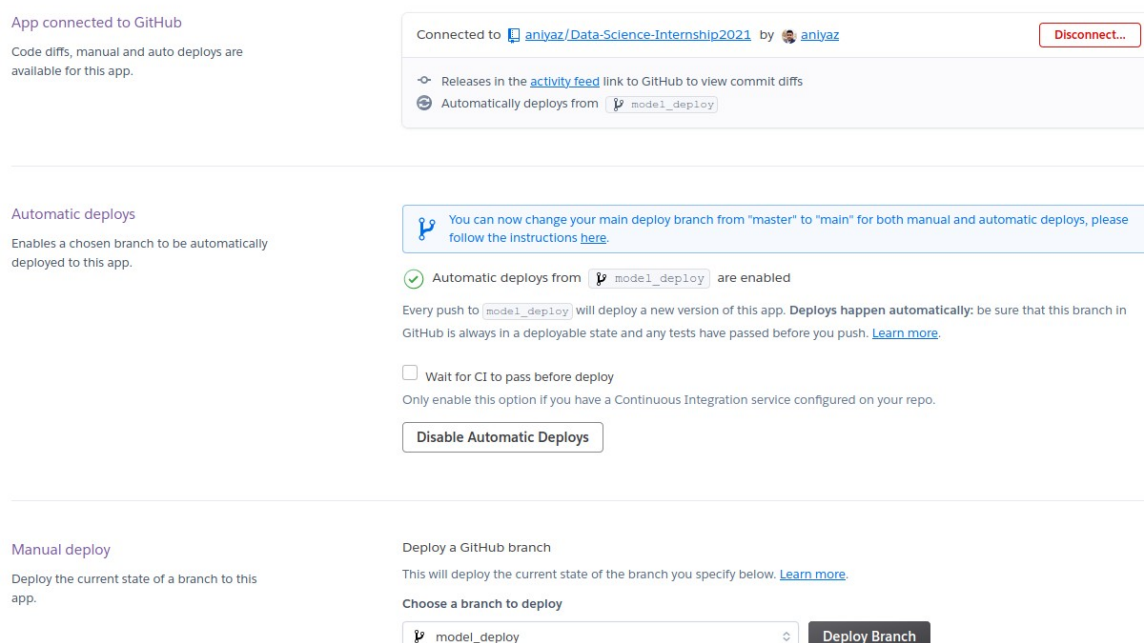 App connected to GitHub
Code diffs, manual and auto deploys are
available for this app.
Connected to aniyaz/Data-Science-Internship2021 by aniyaz
Disconnect...
Releases in the activity feed link to GitHub to view commit diffs
Automatically deploys from model_deploy
Automatic deploys
Enables a chosen branch to be automatically
deployed to this app.
You can now change your main deploy branch from "master" to "main" for both manual and automatic deploys, please
follow the instructions here.
Automatic deploys from model_deploy are enabled
Every push to model_deploy will deploy a new version of this app. Deploys happen automatically: be sure that this branch in
GitHub is always in a deployable state and any tests have passed before you push. Learn more.
Wait for CI to pass before deploy
Only enable this option if you have a Continuous Integration service configured on your repo.
Disable Automatic Deploys
Manual deploy
Deploy the current state of a branch to this
app.
Deploy a GitHub branch
This will deploy the current state of the branch you specify below. Learn more.
Choose a branch to deploy
model_deploy
Deploy Branch